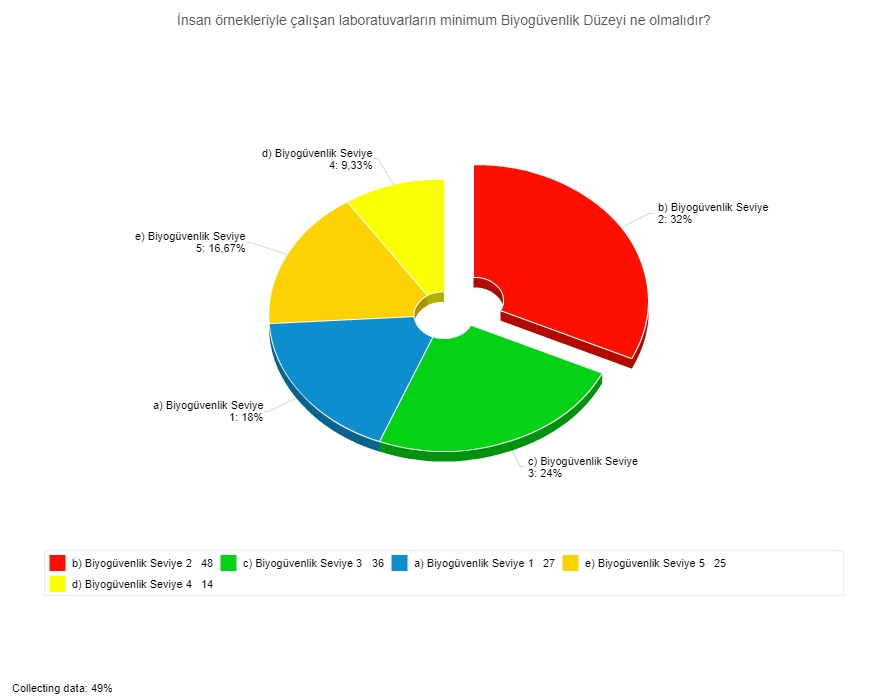 İnsan örnekleriyle çalışan laboratuvarların minimum Biyogüvenlik Düzeyi ne olmalıdır?
d) Biyogüvenlik Seviye
4: 9,33%
b) Biyogüvenlik Seviye
2: 32%
e) Biyogüvenlik Seviye
5: 16,67%
a) Biyogüvenlik Seviye
1: 18%
c) Biyogüvenlik Seviye
3: 24%
b) Biyogüvenlik Seviye 2 48 c) Biyogüvenlik Seviye 3 36 a) Biyogüvenlik Seviye 1 27 e) Biyogüvenlik Seviye 5 25
d) Biyogüvenlik Seviye 4 14
Collecting data: 49%